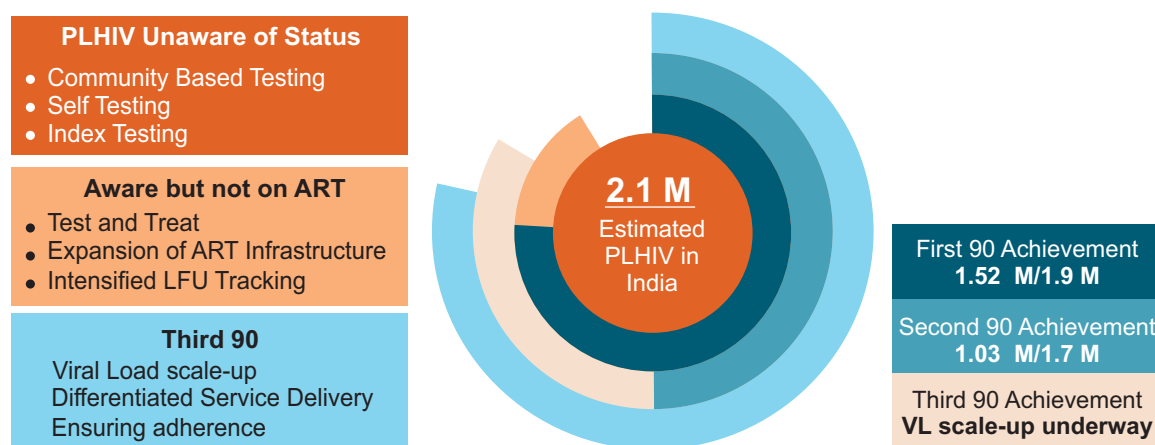 PLHIV Unaware of Status
• Community Based Testing
• Self Testing
• Index Testing
Aware but not on ART
• Test and Treat
• Expansion of ART Infrastructure
• Intensified LFU Tracking
Third 90
Viral Load scale-up
Differentiated Service Delivery
Ensuring adherence
2.1 M
Estimated
PLHIV in
India
First 90 Achievement
1.52 M/1.9 M
Second 90 Achievement
1.03 M/1.7 M
Third 90 Achievement
VL scale-up underway